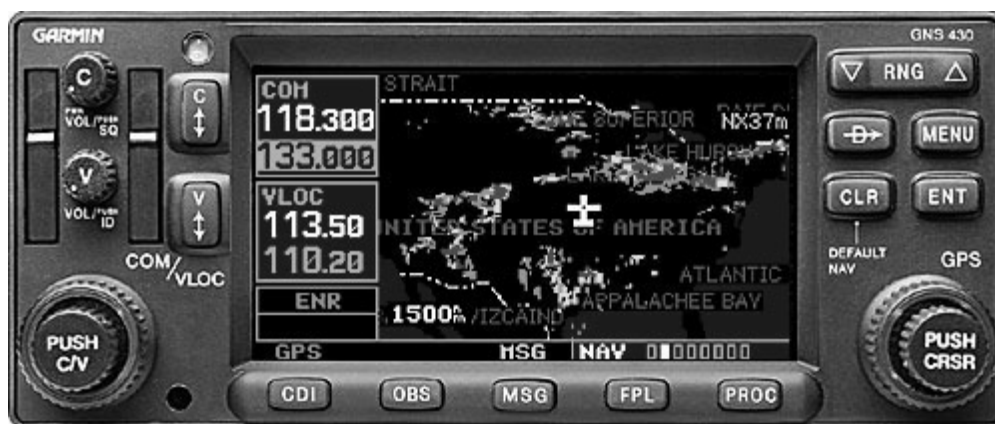 GARMIN
GNS 430
C
PWR
VOL/PUSH
SQ
C
V
VOL/PUSH
ID
V
COM/
VLOC
PUSH
C/V
COM
118.300
133.000
VLOC
113.50
110.20
ENR
GPS
STRAIT
LAKE SUPERIOR
NX37m
LAKE HURON
UNITED STATES OF AMERICA
ATLANTIC
APPALACHEE BAY
1500
MSG
NAV
RNG
D
MENU
CLR
ENT
DEFAULT
NAV
GPS
PUSH
CRSR
CDI
OBS
MSG
FPL
PROC